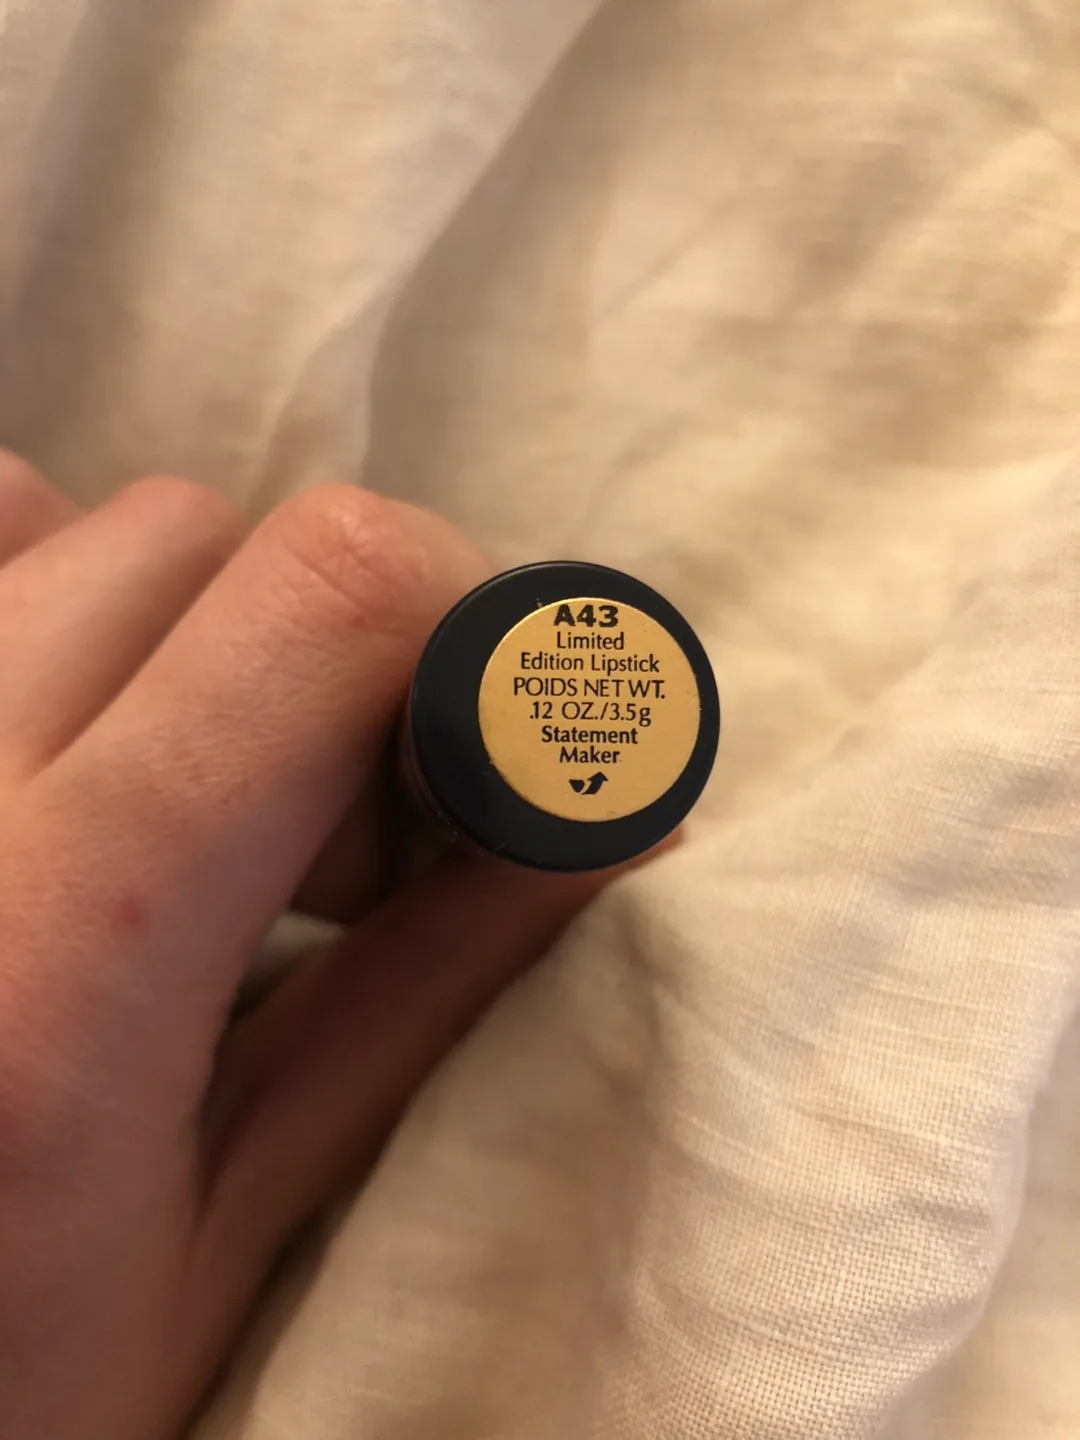 A43
Limited
Edition Lipstick
POIDS NET WT.
.12 OZ./3.5g
Statement
Maker